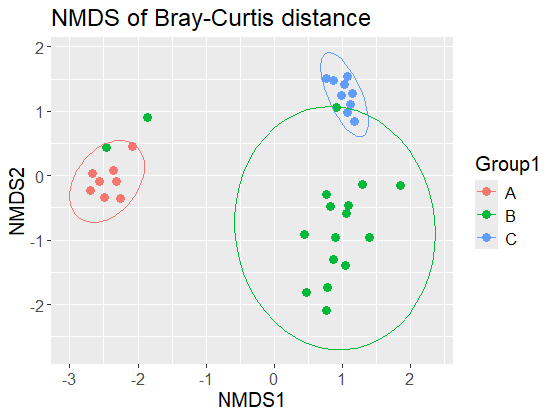 NMDS of Bray-Curtis distance
2
1
0
-1
-2
NMDS2
-3
-2
-1
0
1
2
NMDS1
Group1
A
B
C